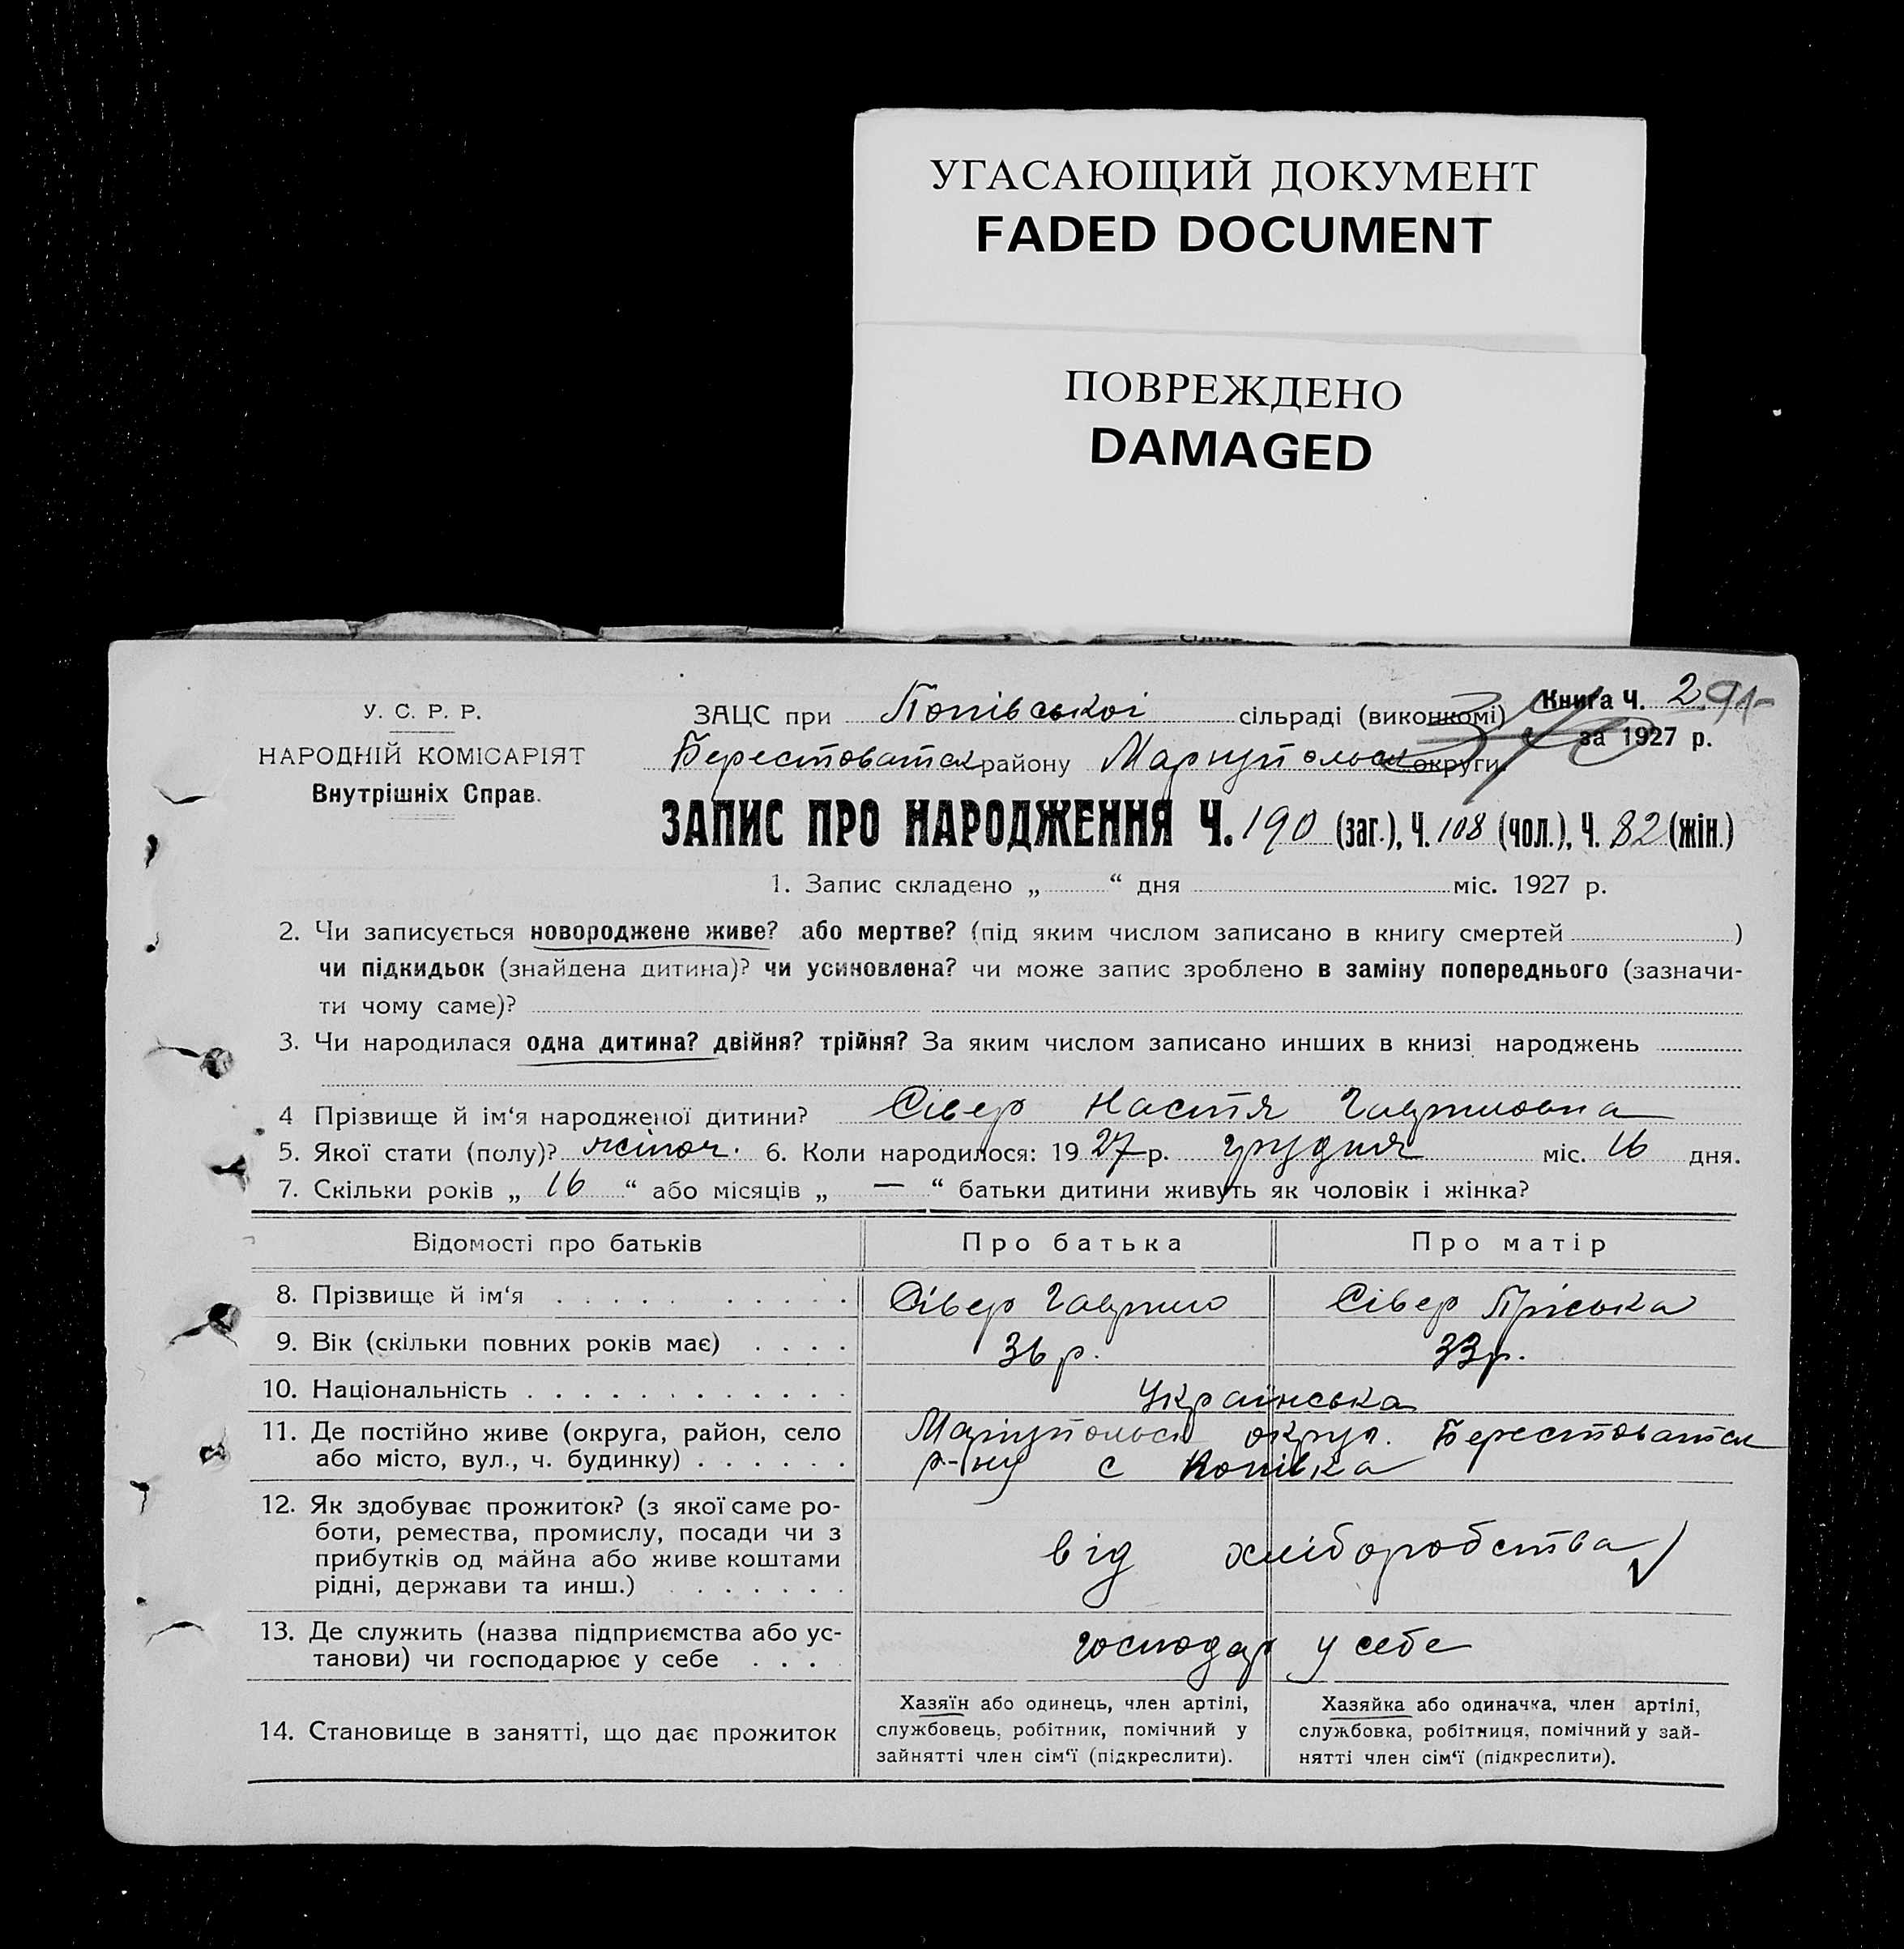 УГАСАЮЩИЙ ДОКУМЕНТ
FADED DOCUMENT
ПОВРЕЖДЕНО
DAMAGED
У. С. Р. Р.
НАРОДНІЙ КОМІСАРІЯТ
Внутрішніх Справ.
Книга Ч. 2
ЗАЦС при Попівської сільраді (виконкомі)
за 1927 р.
Берестоватск району Маріупольск округи.
ЗАПИС ПРО НАРОДЖЕННЯ Ч. 190 (заг.), Ч. 108 (чол.), Ч. 82 (жін.)
1. Запис складено „ “ дня міс. 1927 р.
2. Чи записується новороджене живе? або мертве? (під яким числом записано в книгу смертей )
чи підкидьок (знайдена дитина)? чи усиновлена? чи може запис зроблено в заміну попереднього (зазначи-
ти чому саме)?
3. Чи народилася одна дитина? двійня? трійня? За яким числом записано инших в книзі народжень
4 Прізвище й ім‘я народженої дитини? Сівер Настя Гавриловна
5. Якої стати (полу)? жіноч. 6. Коли народилося: 1927 р. грудня міс. 16 дня.
7. Скільки років „ 16 “ або місяців „ — “ батьки дитини живуть як чоловік і жінка?
Відомості про батьків Про батька Про матір
8. Прізвище й ім‘я Сівер Гаврило Сівер Пріська
9. Вік (скільки повних років має) 36 р. 33 р.
10. Національність Українська
11. Де постійно живе (округа, район, село Маріупольск округ. Берестоватск
або місто, вул., ч. будинку) р-ну с Копівка
12. Як здобуває прожиток? (з якої саме ро-
боти, ремества, промислу, посади чи з
прибутків од майна або живе коштами
рідні, держави та инш.)
від хліборобства
13. Де служить (назва підприємства або ус-
танови) чи господарює у себе
господар у себе
14. Становище в занятті, що дає прожиток
Хазяїн або одинець, член артілі,
службовець, робітник, помічний у
зайнятті член сім‘ї (підкреслити).
Хазяйка або одиначка, член артілі,
службовка, робітниця, помічний у зай-
нятті член сім‘ї (підкреслити).